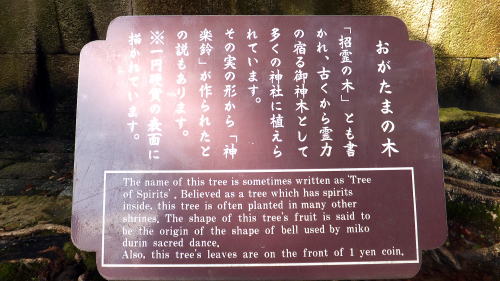 おがたまの木
「招霊の木」とも書
かれ、古くから霊力
の宿る御神木として
多くの神社に植えら
れています。
その実の形から「神
楽鈴」が作られたと
の説もあります。
※一円硬貨の表面に
描かれています。
The name of this tree is sometimes written as 'Tree
of Spirits'. Believed as a tree which has spirits
inside, this tree is often planted in many other
shrines. The shape of this tree's fruit is said to
be the origin of the shape of bell used by miko
durin sacred dance.
Also, this tree's leaves are on the front of 1 yen coin.